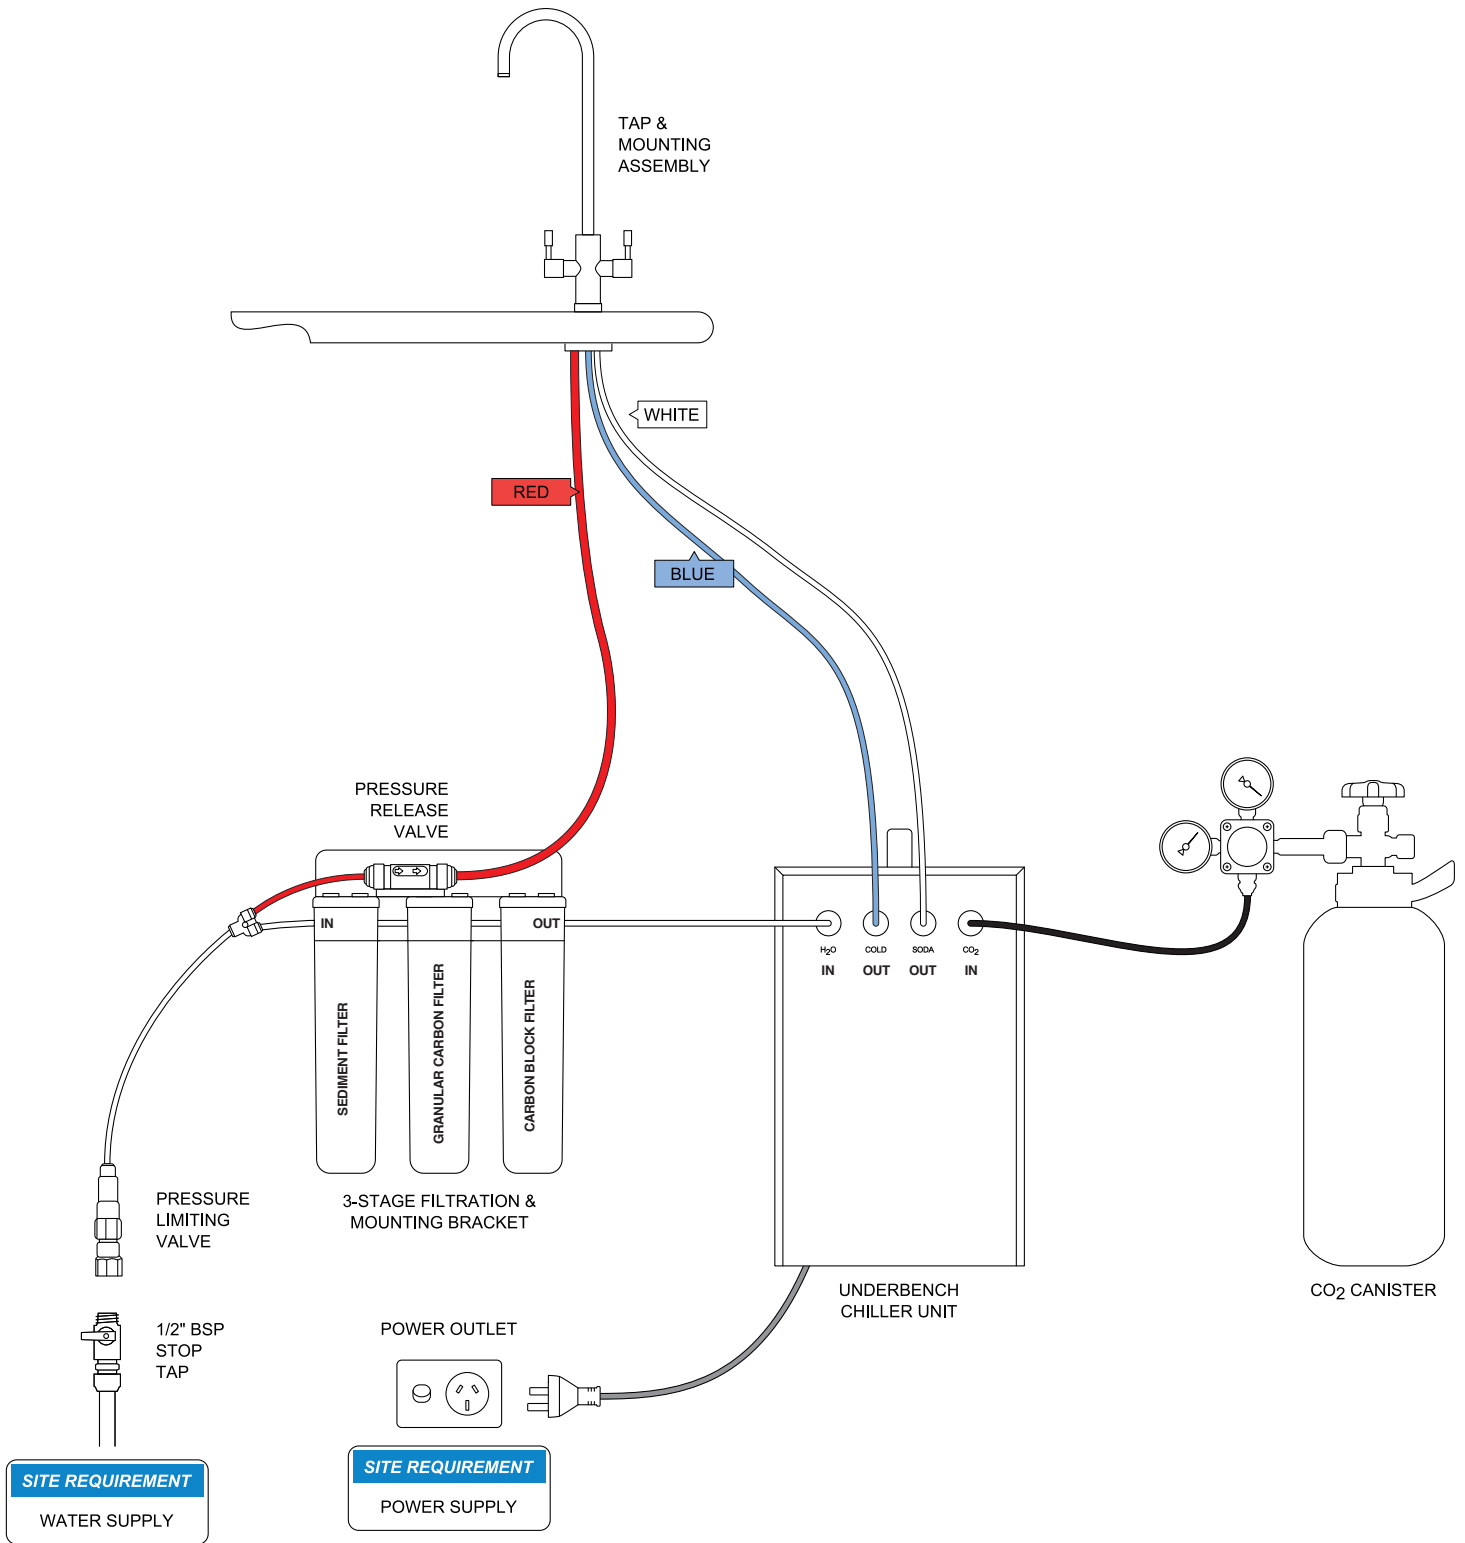 TAP &
MOUNTING
ASSEMBLY
WHITE
RED
BLUE
PRESSURE
RELEASE
VALVE
IN
OUT
SEDIMENT FILTER
GRANULAR CARBON FILTER
CARBON BLOCK FILTER
H2O
IN
COLD
OUT
SODA
OUT
CO2
IN
PRESSURE
LIMITING
VALVE
3-STAGE FILTRATION &
MOUNTING BRACKET
UNDERBENCH
CHILLER UNIT
CO2 CANISTER
1/2" BSP
STOP
TAP
POWER OUTLET
SITE REQUIREMENT
WATER SUPPLY
SITE REQUIREMENT
POWER SUPPLY